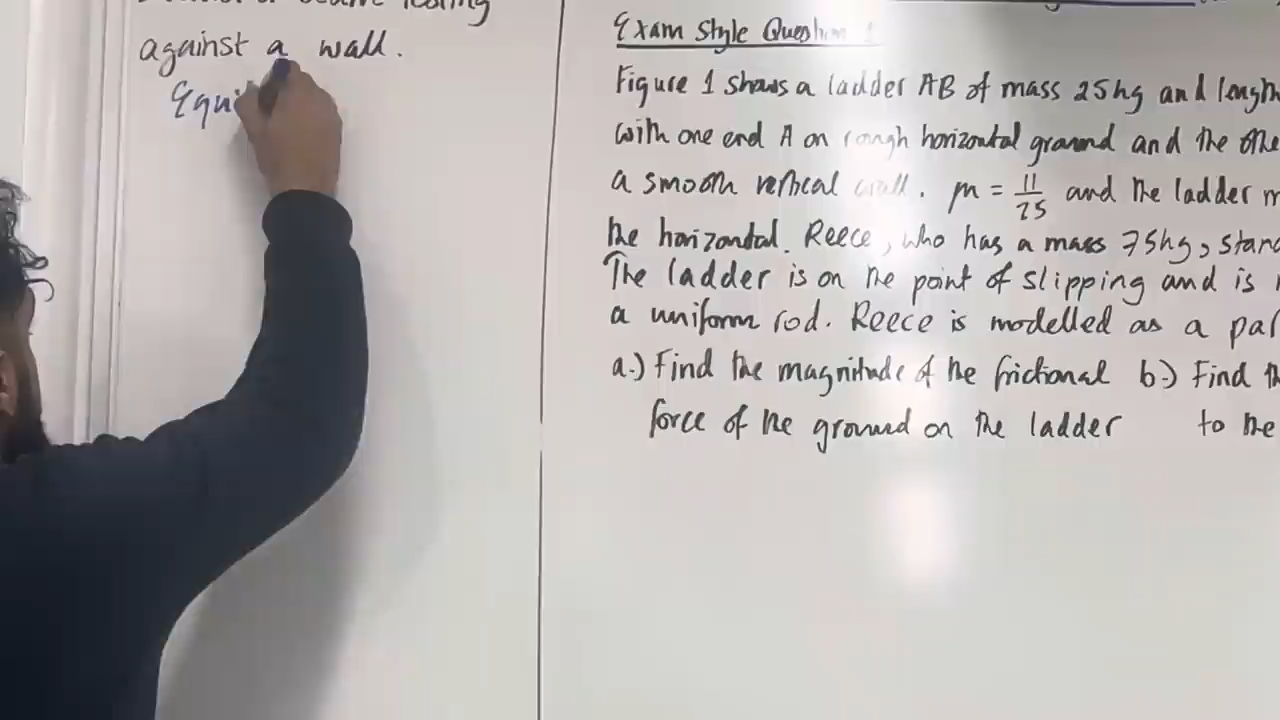 against a wall.
Equi
Exam Style Question 1
Figure 1 shows a ladder AB of mass 25kg and length
with one end A on rough horizontal ground and the othe
a smooth vertical wall. μ = 11/25 and the ladder m
the horizontal. Reece, who has a mass 75kg, stand
The ladder is on the point of slipping and is
a uniform rod. Reece is modelled as a par
a.) Find the magnitude of the frictional b.) Find th
force of the ground on the ladder to the